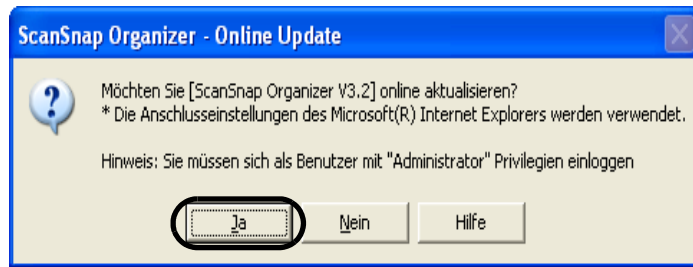 ScanSnap Organizer - Online Update
Möchten Sie [ScanSnap Organizer V3.2] online aktualisieren?
* Die Anschlusseinstellungen des Microsoft(R) Internet Explorers werden verwendet.
Hinweis: Sie müssen sich als Benutzer mit "Administrator" Privilegien einloggen
Ja Nein Hilfe